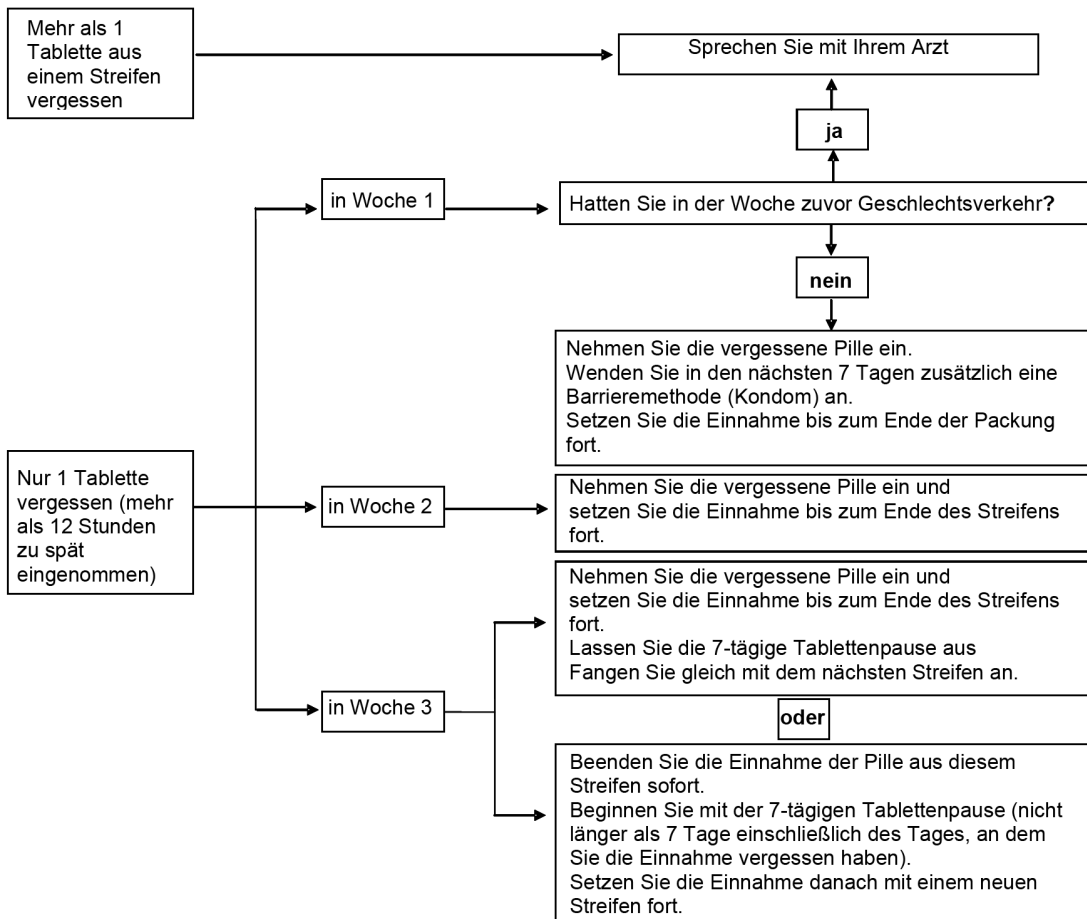 Mehr als 1
Tablette aus
einem Streifen
vergessen
Sprechen Sie mit Ihrem Arzt
ja
in Woche 1
Hatten Sie in der Woche zuvor Geschlechtsverkehr?
nein
Nehmen Sie die vergessene Pille ein.
Wenden Sie in den nächsten 7 Tagen zusätzlich eine
Barrieremethode (Kondom) an.
Setzen Sie die Einnahme bis zum Ende der Packung
fort.
Nur 1 Tablette
vergessen (mehr
als 12 Stunden
zu spät
eingenommen)
in Woche 2
Nehmen Sie die vergessene Pille ein und
setzen Sie die Einnahme bis zum Ende des Streifens
fort.
in Woche 3
Nehmen Sie die vergessene Pille ein und
setzen Sie die Einnahme bis zum Ende des Streifens
fort.
Lassen Sie die 7-tägige Tablettenpause aus
Fangen Sie gleich mit dem nächsten Streifen an.
oder
Beenden Sie die Einnahme der Pille aus diesem
Streifen sofort.
Beginnen Sie mit der 7-tägigen Tablettenpause (nicht
länger als 7 Tage einschließlich des Tages, an dem
Sie die Einnahme vergessen haben).
Setzen Sie die Einnahme danach mit einem neuen
Streifen fort.